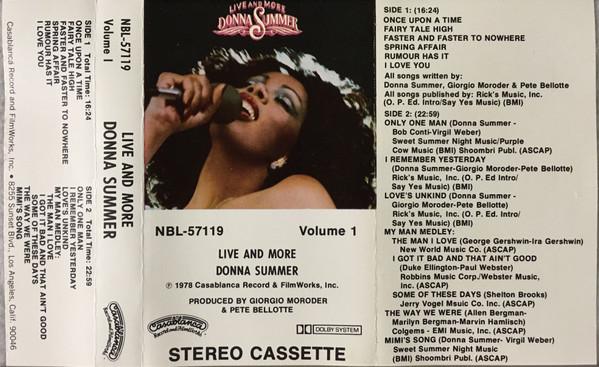 SIDE 1 Total Time: 16:24
ONCE UPON A TIME
FAIRY TALE HIGH
FASTER AND FASTER TO NOWHERE
SPRING AFFAIR
RUMOUR HAS IT
I LOVE YOU
SIDE 2 Total Time: 22:59
ONLY ONE MAN
I REMEMBER YESTERDAY
LOVE'S UNKIND
MY MAN MEDLEY:
THE MAN I LOVE
I GOT IT BAD AND THAT AIN'T GOOD
SOME OF THESE DAYS
THE WAY WE WERE
MIMI'S SONG
Casablanca Record and FilmWorks, Inc. • 8255 Sunset Blvd., Los Angeles, Calif. 90046
NBL-57119
Volume I
LIVE AND MORE
DONNA SUMMER
Casablanca
Record and FilmWorks
LIVE AND MORE
DONNA SUMMER
NBL-57119 Volume 1
LIVE AND MORE
DONNA SUMMER
℗ 1978 Casablanca Record & FilmWorks, Inc.
PRODUCED BY GIORGIO MORODER
& PETE BELLOTTE
Casablanca
Record and FilmWorks
DOLBY SYSTEM
STEREO CASSETTE
SIDE 1: (16:24)
ONCE UPON A TIME
FAIRY TALE HIGH
FASTER AND FASTER TO NOWHERE
SPRING AFFAIR
RUMOUR HAS IT
I LOVE YOU
All songs written by:
Donna Summer, Giorgio Moroder & Pete Bellotte
All songs published by: Rick's Music, Inc.
(O. P. Ed. Intro/Say Yes Music) (BMI)
SIDE 2: (22:59)
ONLY ONE MAN (Donna Summer -
Bob Conti-Virgil Weber)
Sweet Summer Night Music/Purple
Cow Music (BMI) Shoombri Publ. (ASCAP)
I REMEMBER YESTERDAY
(Donna Summer-Giorgio Moroder-Pete Bellotte)
Rick's Music, Inc. (O. P. Ed Intro/
Say Yes Music) (BMI)
LOVE'S UNKIND (Donna Summer -
Giorgio Moroder-Pete Bellotte)
Rick's Music, Inc. (O. P. Ed Intro/
Say Yes Music) (BMI)
MY MAN MEDLEY:
THE MAN I LOVE (George Gershwin-Ira Gershwin)
New World Music Co. (ASCAP)
I GOT IT BAD AND THAT AIN'T GOOD
(Duke Ellington-Paul Webster)
Robbins Music Corp./Webster Music,
Inc. (ASCAP)
SOME OF THESE DAYS (Shelton Brooks)
Jerry Vogel Msuic Co. Inc. (ASCAP)
THE WAY WE WERE (Allen Bergman-
Marilyn Bergman-Marvin Hamlisch)
Colgems - EMI Music, Inc. (ASCAP)
MIMI'S SONG (Donna Summer- Virgil Weber)
Sweet Summer Night Music
(BMI) Shoombri Publ. (ASCAP)